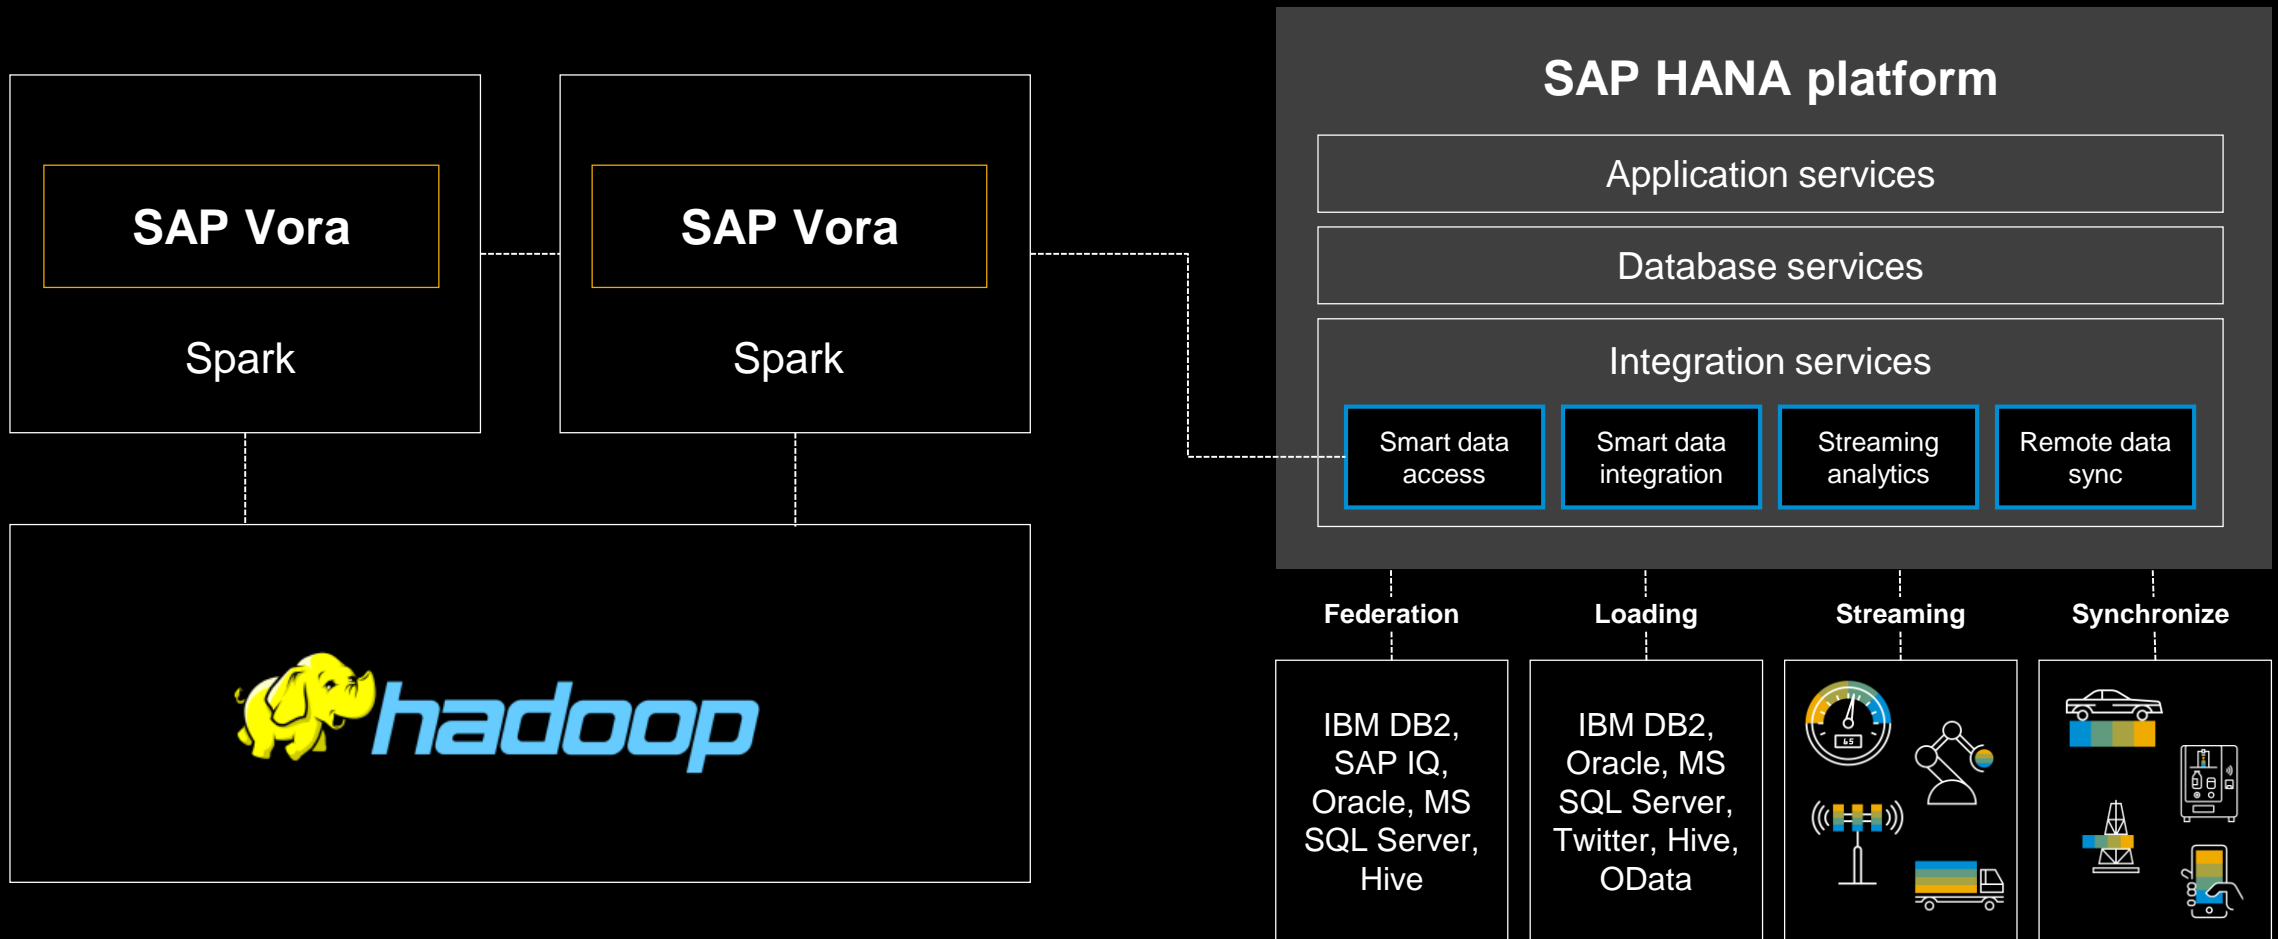 SAP Vora
Spark
SAP Vora
Spark
hadoop
SAP HANA platform
Application services
Database services
Integration services
Smart data
access
Smart data
integration
Streaming
analytics
Remote data
sync
Federation
Loading
Streaming
Synchronize
IBM DB2,
SAP IQ,
Oracle, MS
SQL Server,
Hive
IBM DB2,
Oracle, MS
SQL Server,
Twitter, Hive,
OData
65